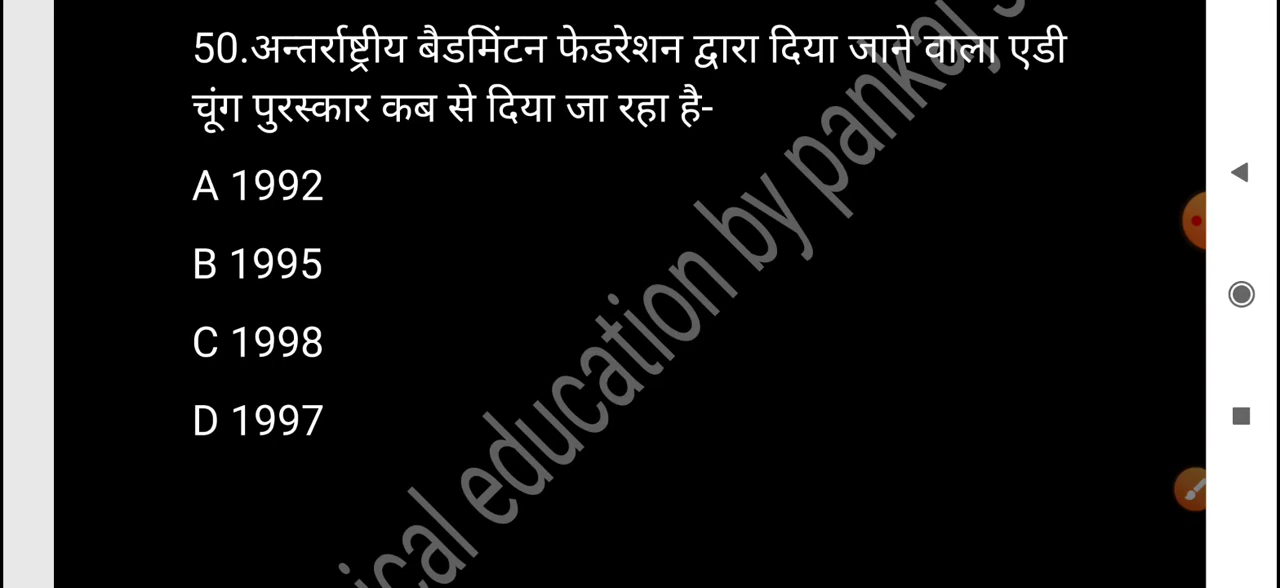 50.अन्तर्राष्ट्रीय बैडमिंटन फेडरेशन द्वारा दिया जाने वाला एडी
चूंग पुरस्कार कब से दिया जा रहा है-
A 1992
B 1995
C 1998
D 1997
education by pankaj